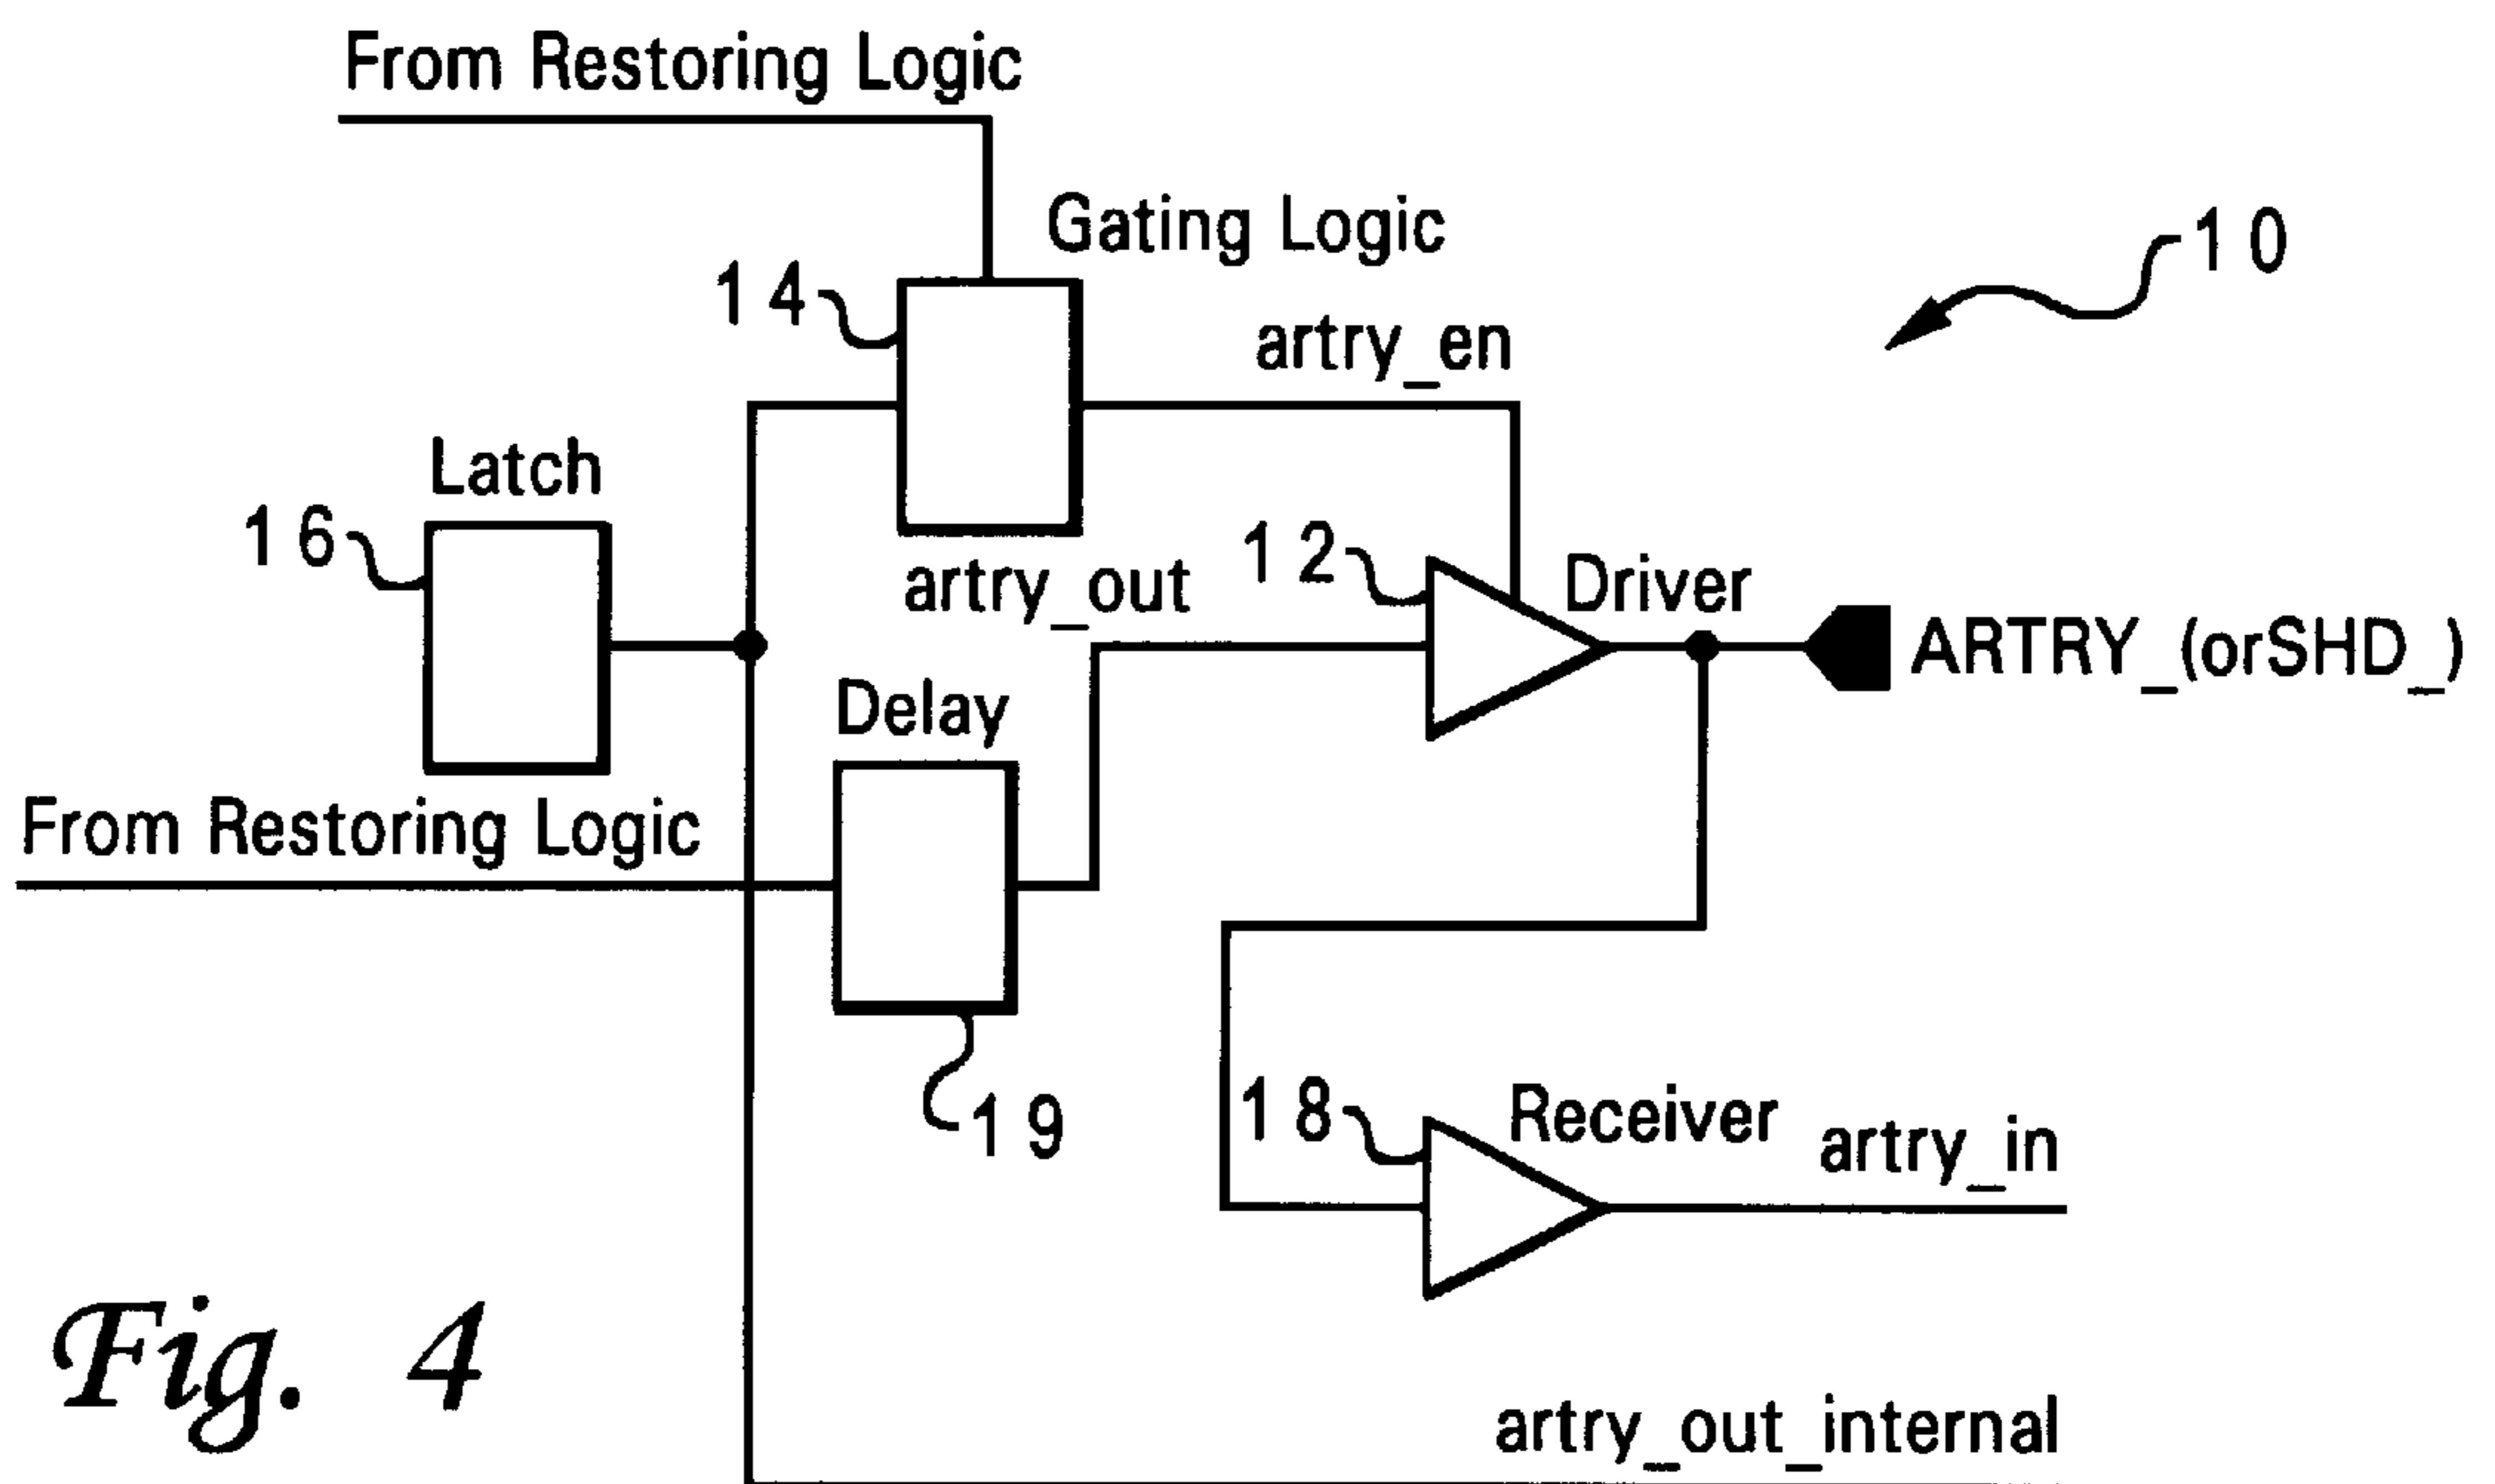 From Restoring Logic
Gating Logic
10
14
artry_en
Latch
16
12
artry_out
Driver
ARTRY_(orSHD_)
Delay
From Restoring Logic
18
Receiver
19
artry_in
Fig. 4
artry_out_internal